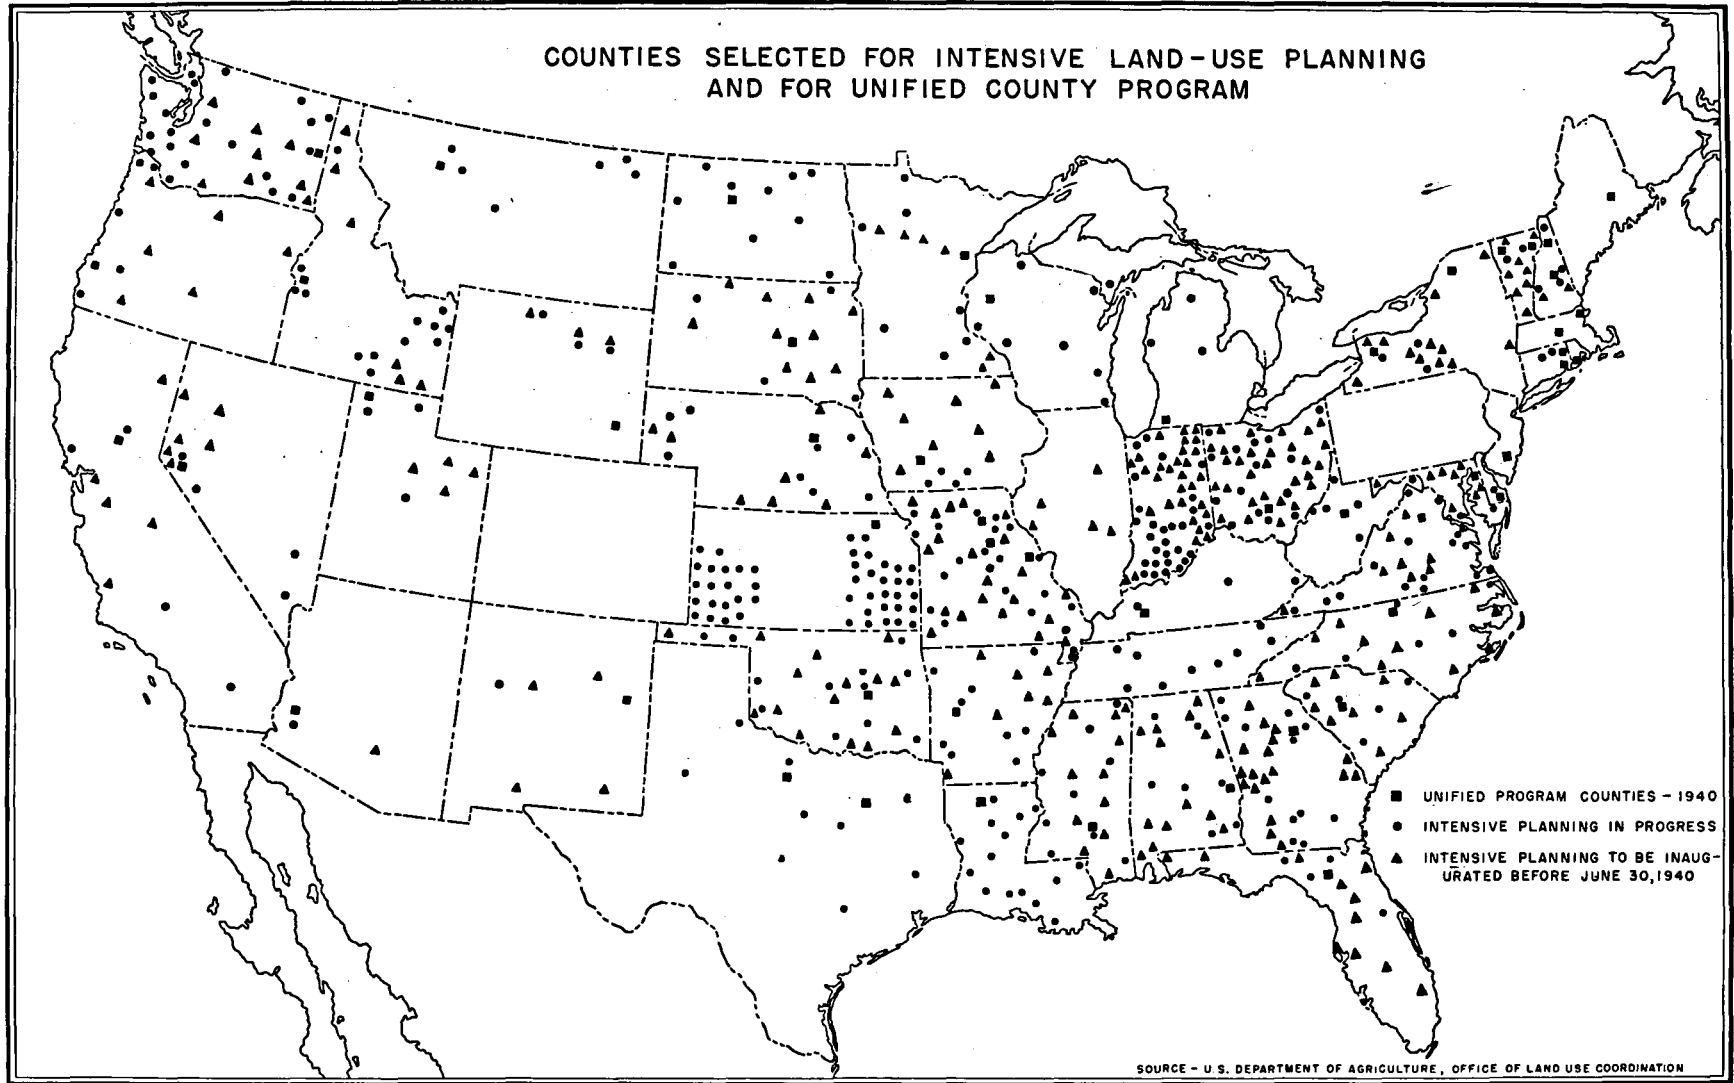 COUNTIES SELECTED FOR INTENSIVE LAND-USE PLANNING
AND FOR UNIFIED COUNTY PROGRAM
UNIFIED PROGRAM COUNTIES - 1940
INTENSIVE PLANNING IN PROGRESS
INTENSIVE PLANNING TO BE INAUG-
URATED BEFORE JUNE 30, 1940
SOURCE - U.S. DEPARTMENT OF AGRICULTURE, OFFICE OF LAND USE COORDINATION